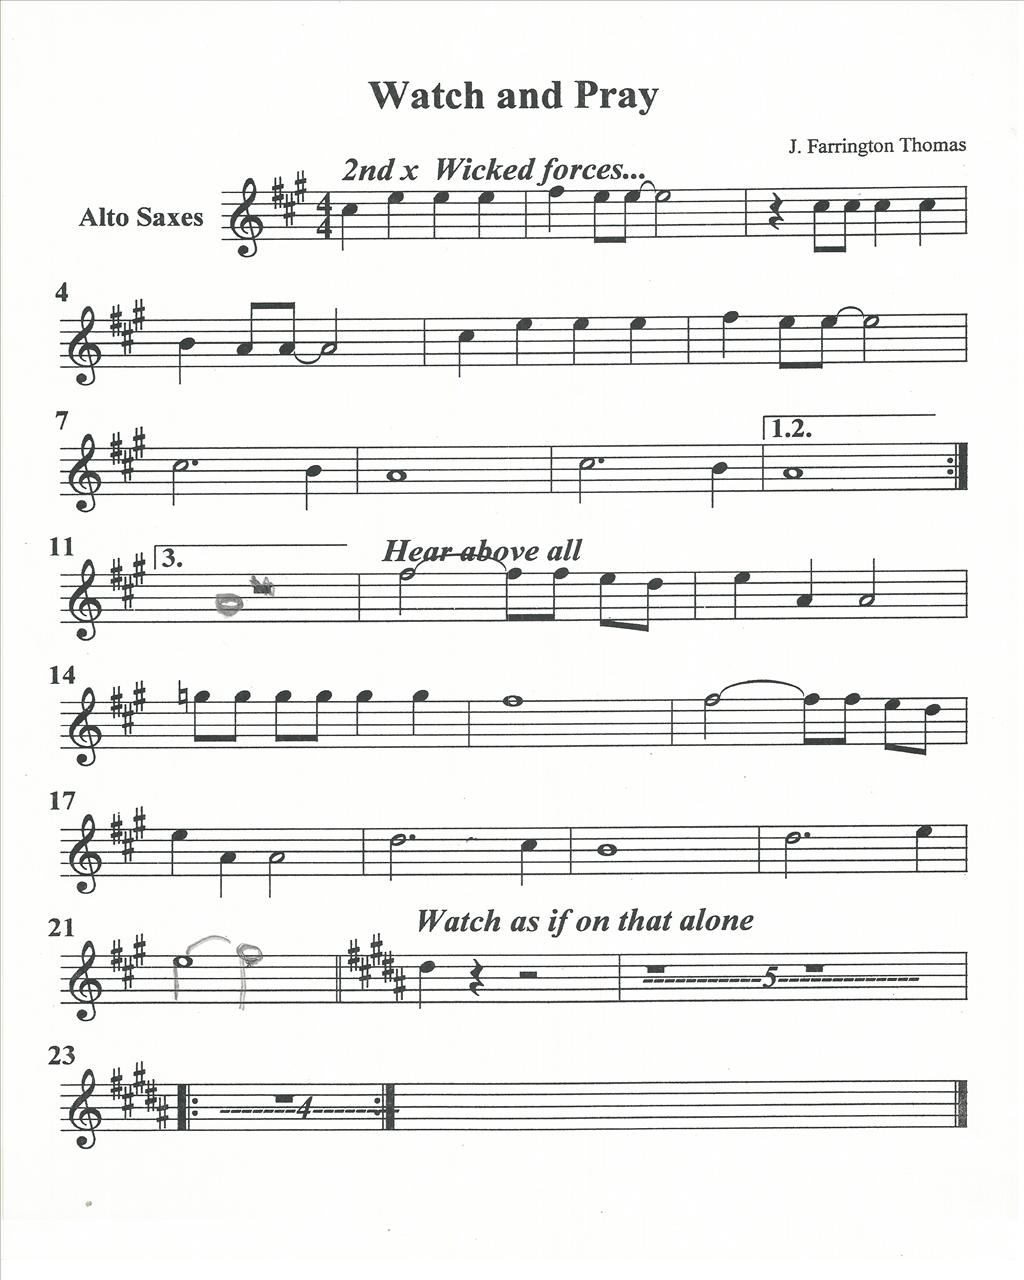 Watch and Pray
J. Farrington Thomas
2nd x Wicked forces...
Alto Saxes
4
4
4
7
1.2.
11
3.
Hear above all
14
17
21
Watch as if on that alone
5
23
4